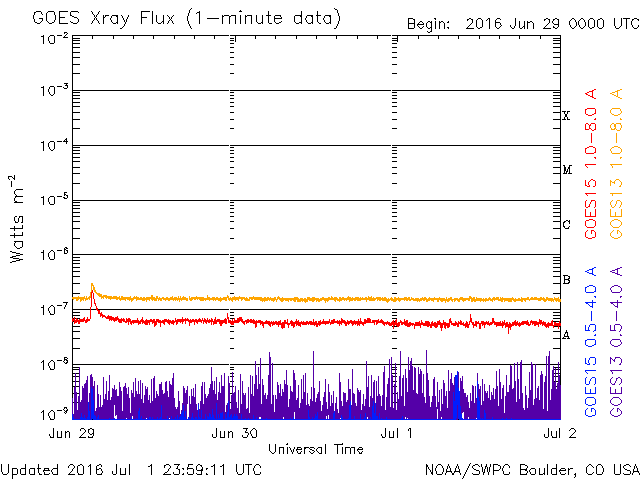 GOES Xray Flux (1-minute data)
Begin: 2016 Jun 29 0000 UTC
10⁻²
10⁻³
10⁻⁴
10⁻⁵
10⁻⁶
10⁻⁷
10⁻⁸
10⁻⁹
Watts m⁻²
X
M
C
B
A
GOES15 1.0-8.0 A
GOES13 1.0-8.0 A
GOES15 0.5-4.0 A
GOES13 0.5-4.0 A
Jun 29 Jun 30 Jul 1 Jul 2
Universal Time
Updated 2016 Jul 1 23:59:11 UTC
NOAA/SWPC Boulder, CO USA